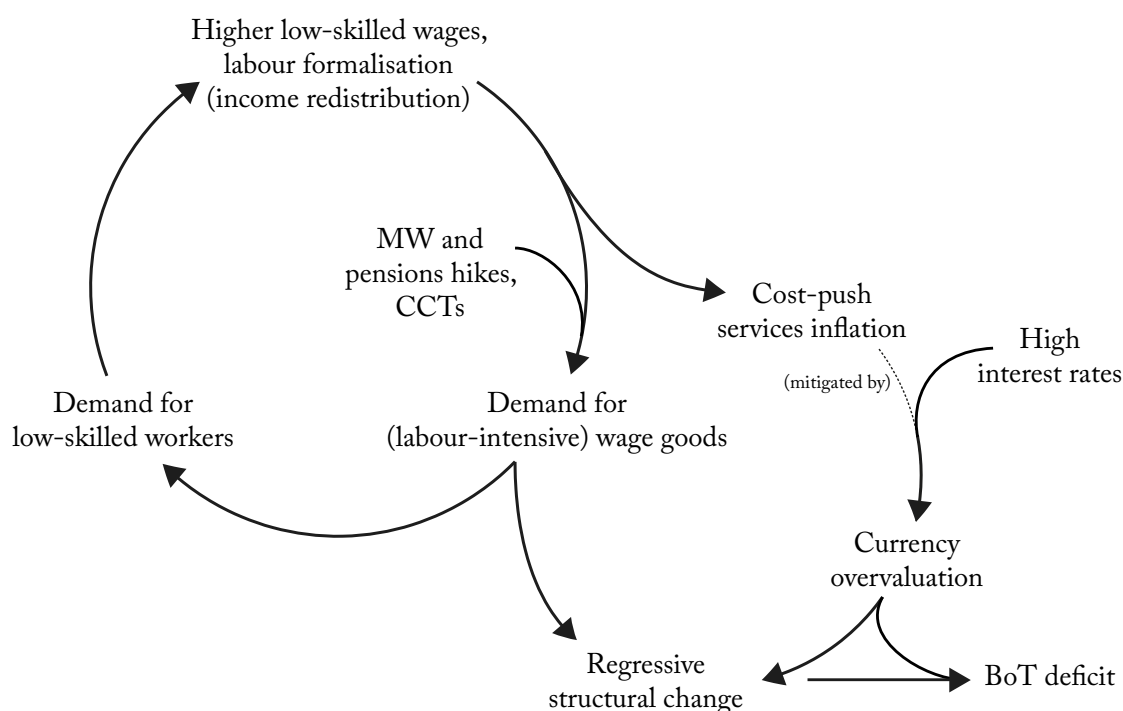 Higher low-skilled wages,
labour formalisation
(income redistribution)
MW and
pensions hikes,
CCTs
Cost-push
services inflation
High
interest rates
(mitigated by)
Demand for
low-skilled workers
Demand for
(labour-intensive) wage goods
Currency
overvaluation
Regressive
structural change
BoT deficit